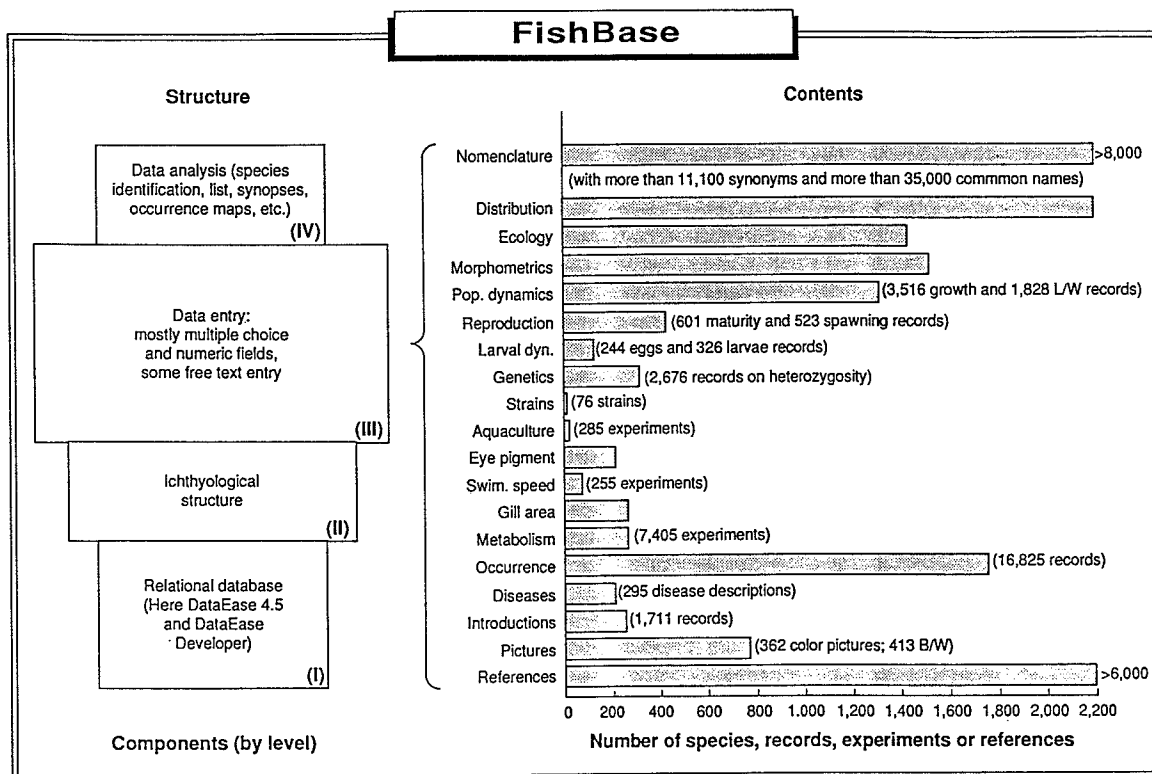 FishBase
Structure
Data analysis (species
identification, list, synopses,
occurrence maps, etc.)
(IV)
Data entry:
mostly multiple choice
and numeric fields,
some free text entry
(III)
Ichthyological
structure
(II)
Relational database
(Here DataEase 4.5
and DataEase
Developer)
(I)
Components (by level)
Contents
Nomenclature >8,000
(with more than 11,100 synonyms and more than 35,000 commmon names)
Distribution
Ecology
Morphometrics
Pop. dynamics (3,516 growth and 1,828 L/W records)
Reproduction (601 maturity and 523 spawning records)
Larval dyn. (244 eggs and 326 larvae records)
Genetics (2,676 records on heterozygosity)
Strains (76 strains)
Aquaculture (285 experiments)
Eye pigment
Swim. speed (255 experiments)
Gill area
Metabolism (7,405 experiments)
Occurrence (16,825 records)
Diseases (295 disease descriptions)
Introductions (1,711 records)
Pictures (362 color pictures; 413 B/W)
References >6,000
0 200 400 600 800 1.000 1,200 1,400 1,600 1,800 2,000 2,200
Number of species, records, experiments or references